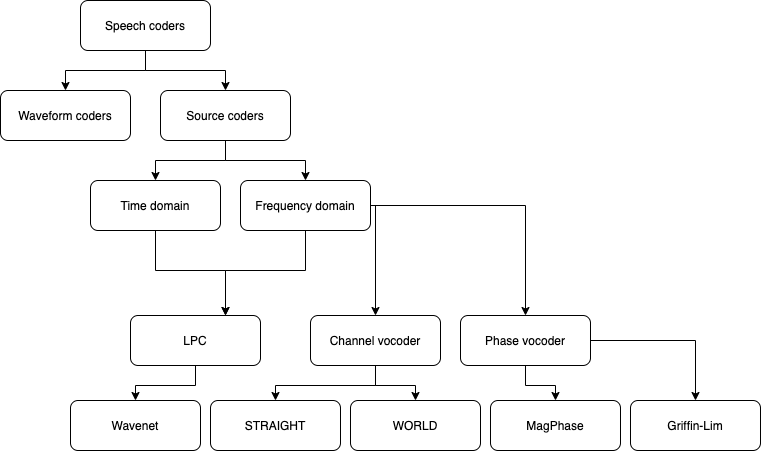 Speech coders
Waveform coders
Source coders
Time domain
Frequency domain
LPC
Channel vocoder
Phase vocoder
Wavenet
STRAIGHT
WORLD
MagPhase
Griffin-Lim